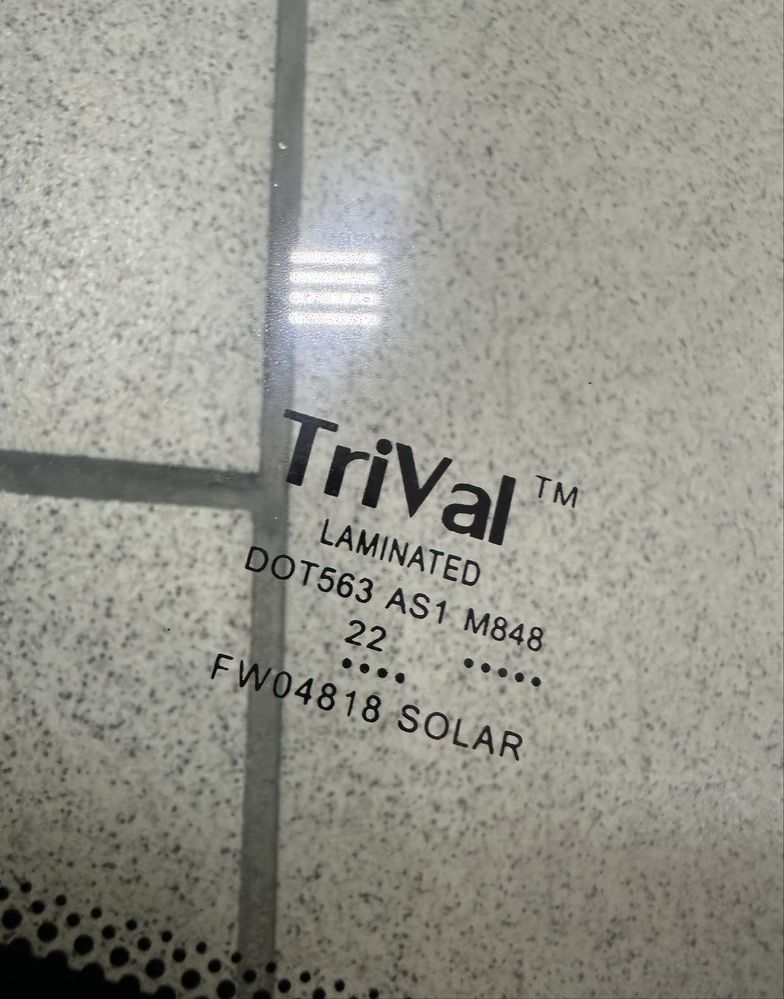 TriVal™
LAMINATED
DOT563 AS1 M848
22
•••• •••••
FW04818 SOLAR